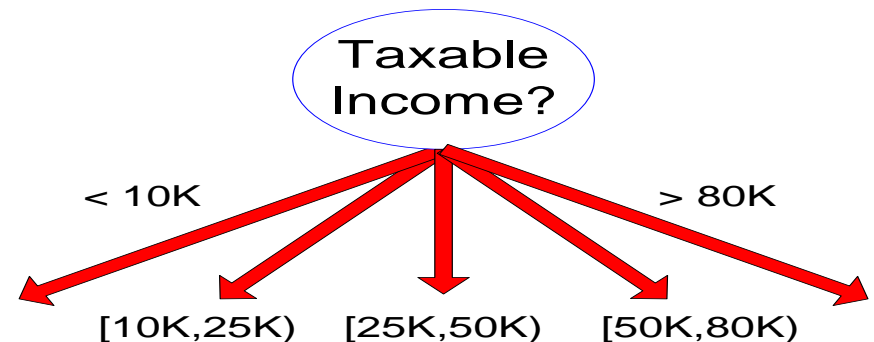 Taxable
Income?
< 10K
> 80K
[10K,25K)
[25K,50K)
[50K,80K)